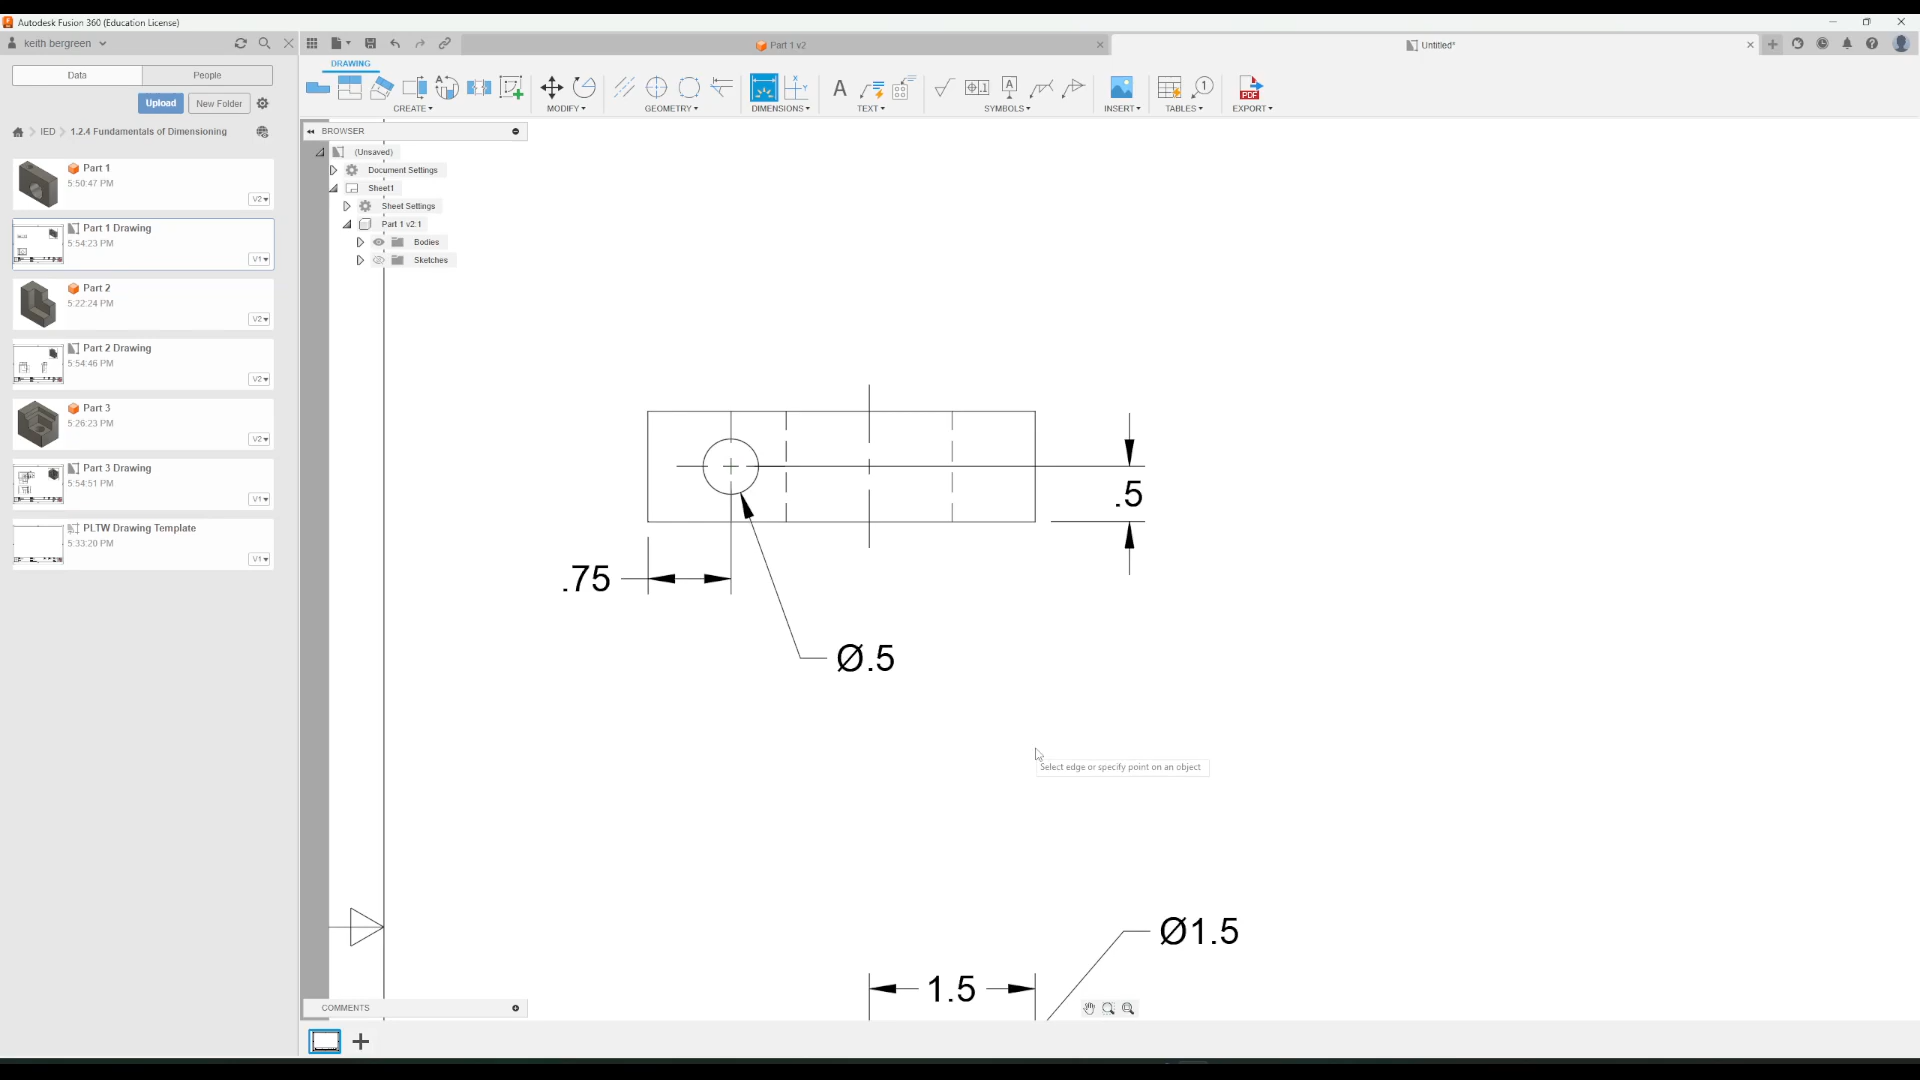 Autodesk Fusion 360 (Education License)
keith bergreen
Part 1 v2
Untitled*
Data
People
Upload
New Folder
IED
1.2.4 Fundamentals of Dimensioning
Part 1
5:50:47 PM
V2
Part 1 Drawing
5:54:23 PM
V1
Part 2
5:22:24 PM
V2
Part 2 Drawing
5:54:46 PM
V2
Part 3
5:26:23 PM
V2
Part 3 Drawing
5:54:51 PM
V1
PLTW Drawing Template
5:33:20 PM
V1
DRAWING
CREATE
MODIFY
GEOMETRY
DIMENSIONS
TEXT
SYMBOLS
INSERT
TABLES
EXPORT
PDF
BROWSER
(Unsaved)
Document Settings
Sheet1
Sheet Settings
Part 1 v2:1
Bodies
Sketches
.5
.75
Ø.5
Select edge or specify point on an object
Ø1.5
1.5
COMMENTS